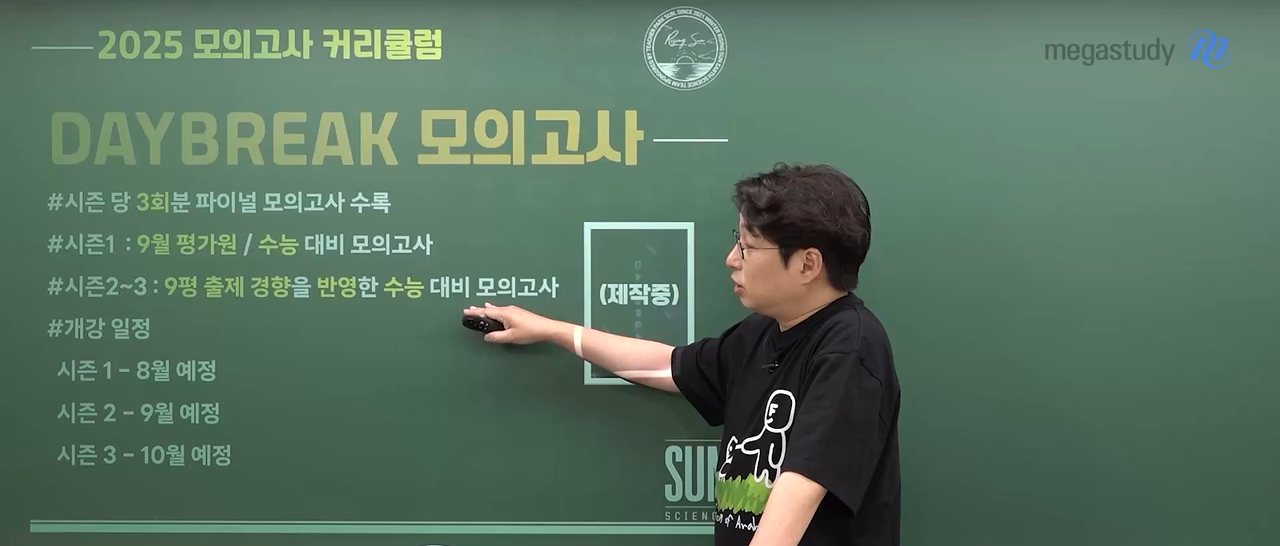 2025 모의고사 커리큘럼
megastudy
DAYBREAK 모의고사
#시즌 당 3회분 파이널 모의고사 수록
#시즌1 : 9월 평가원 / 수능 대비 모의고사
#시즌2~3 : 9평 출제 경향을 반영한 수능 대비 모의고사
(제작중)
#개강 일정
시즌 1 - 8월 예정
시즌 2 - 9월 예정
시즌 3 - 10월 예정
SUN
SCIENC